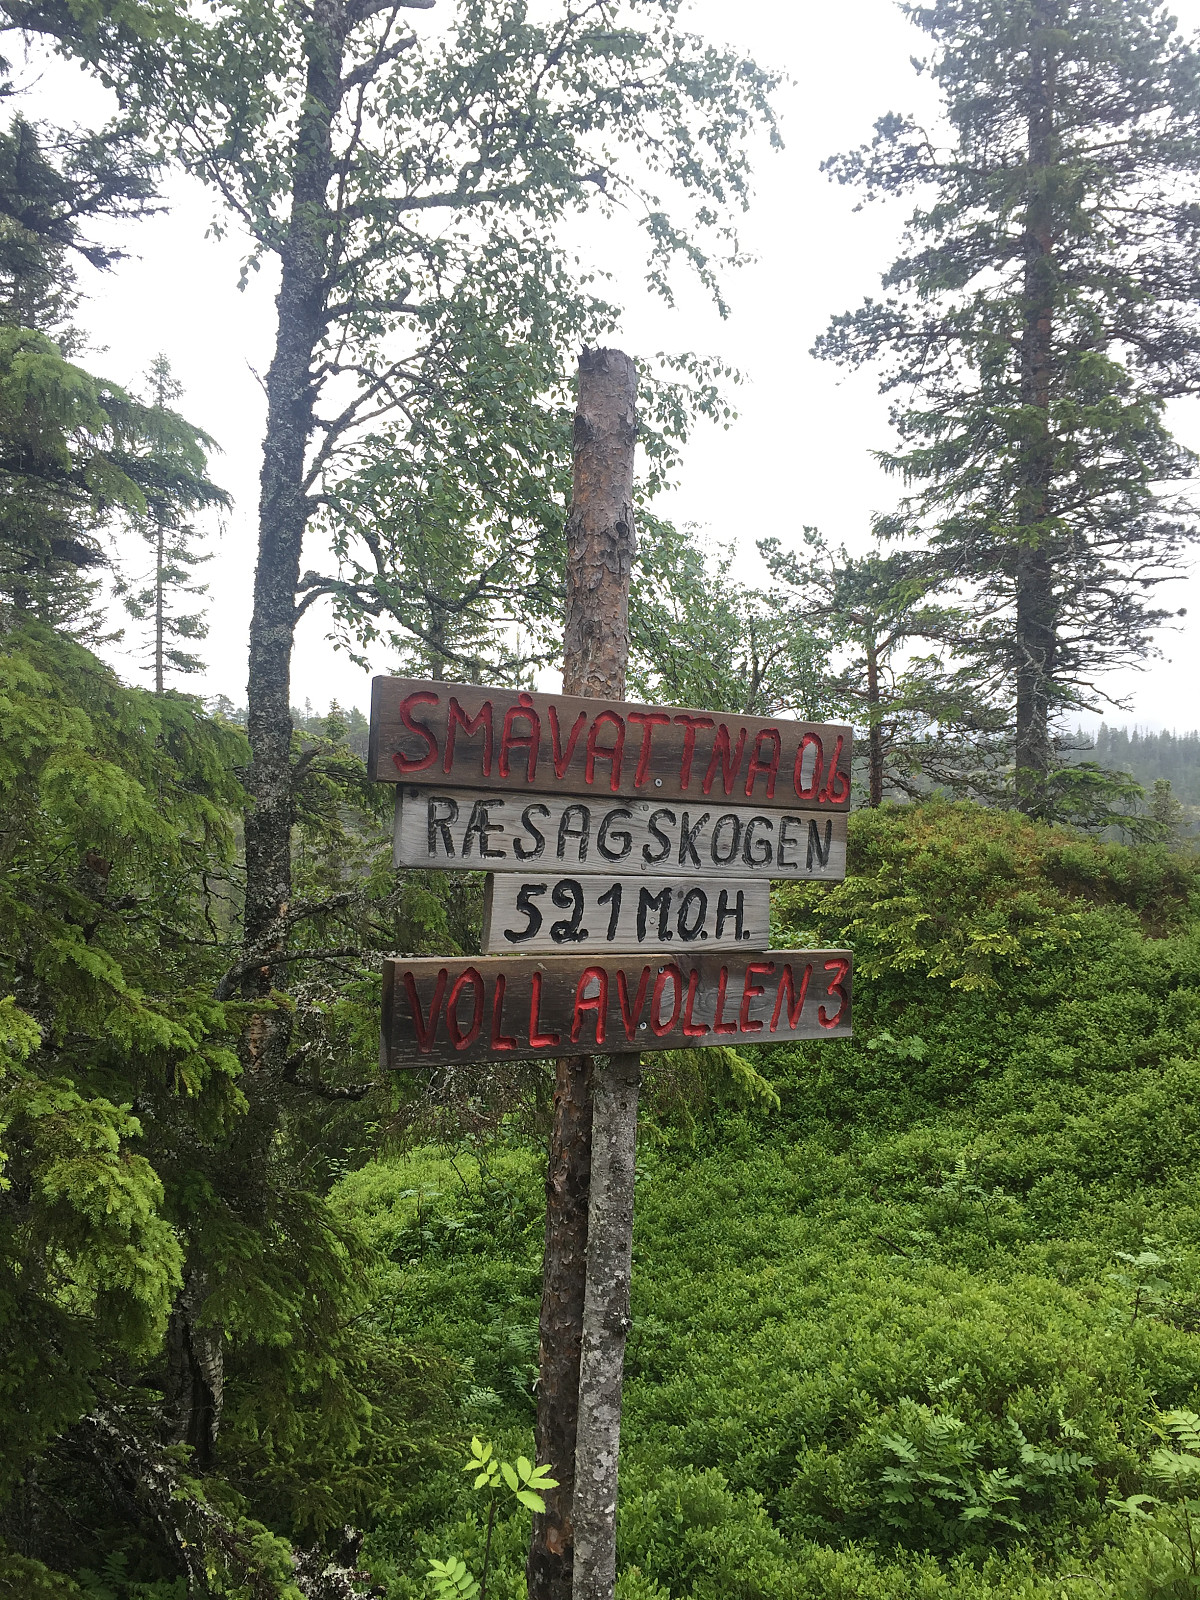 SMÅVATTNA 0.6
RÆSAGSKOGEN
521 M.O.H.
VOLLAVOLLEN 3